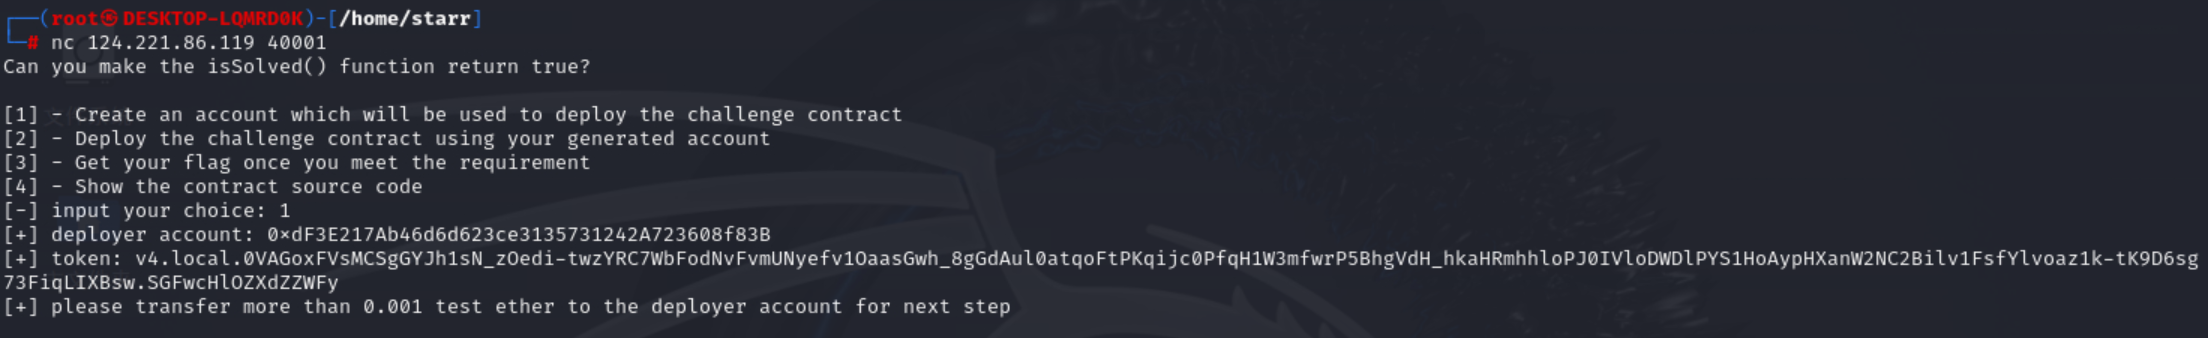 ┌──(root㉿DESKTOP-LQMRD0K)-[/home/starr]
└─# nc 124.221.86.119 40001
Can you make the isSolved() function return true?
[1] - Create an account which will be used to deploy the challenge contract
[2] - Deploy the challenge contract using your generated account
[3] - Get your flag once you meet the requirement
[4] - Show the contract source code
[-] input your choice: 1
[+] deployer account: 0×dF3E217Ab46d6d623ce3135731242A723608f83B
[+] token: v4.local.0VAGoxFVsMCSgGYJh1sN_zOedi-twzYRC7WbFodNvFvmUNyefv1OaasGwh_8gGdAul0atqoFtPKqijc0PfqH1W3mfwrP5BhgVdH_hkaHRmhhloPJ0IVloDWDlPYS1HoAypHXanW2NC2Bilv1FsfYlvoaz1k-tK9D6sg
73FiqLIXBsw.SGFwcHlOZXdZZWFy
[+] please transfer more than 0.001 test ether to the deployer account for next step